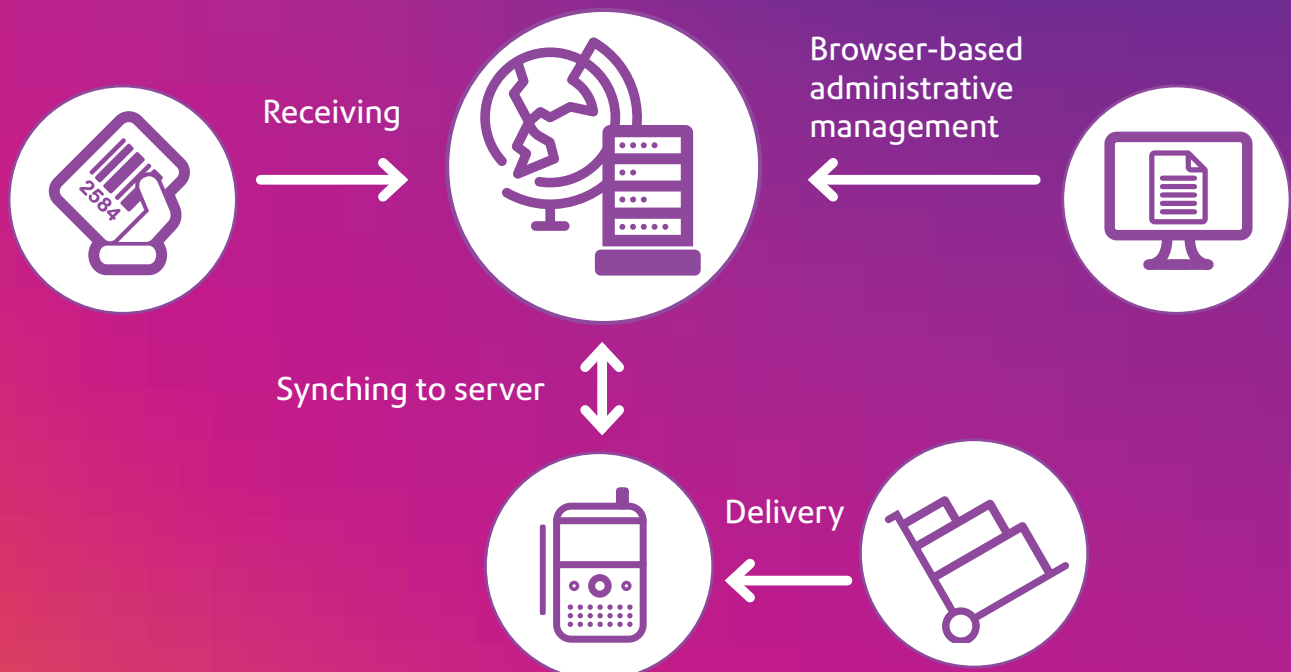 Browser-based
administrative
management
Receiving
2584
Synching to server
Delivery